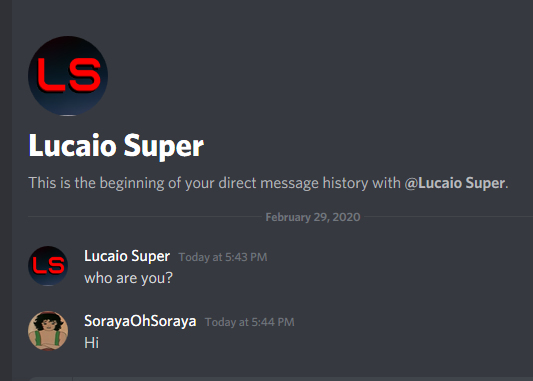 LS
Lucaio Super
This is the beginning of your direct message history with @Lucaio Super.
February 29, 2020
LS
Lucaio Super Today at 5:43 PM
who are you?
SorayaOhSoraya Today at 5:44 PM
Hi